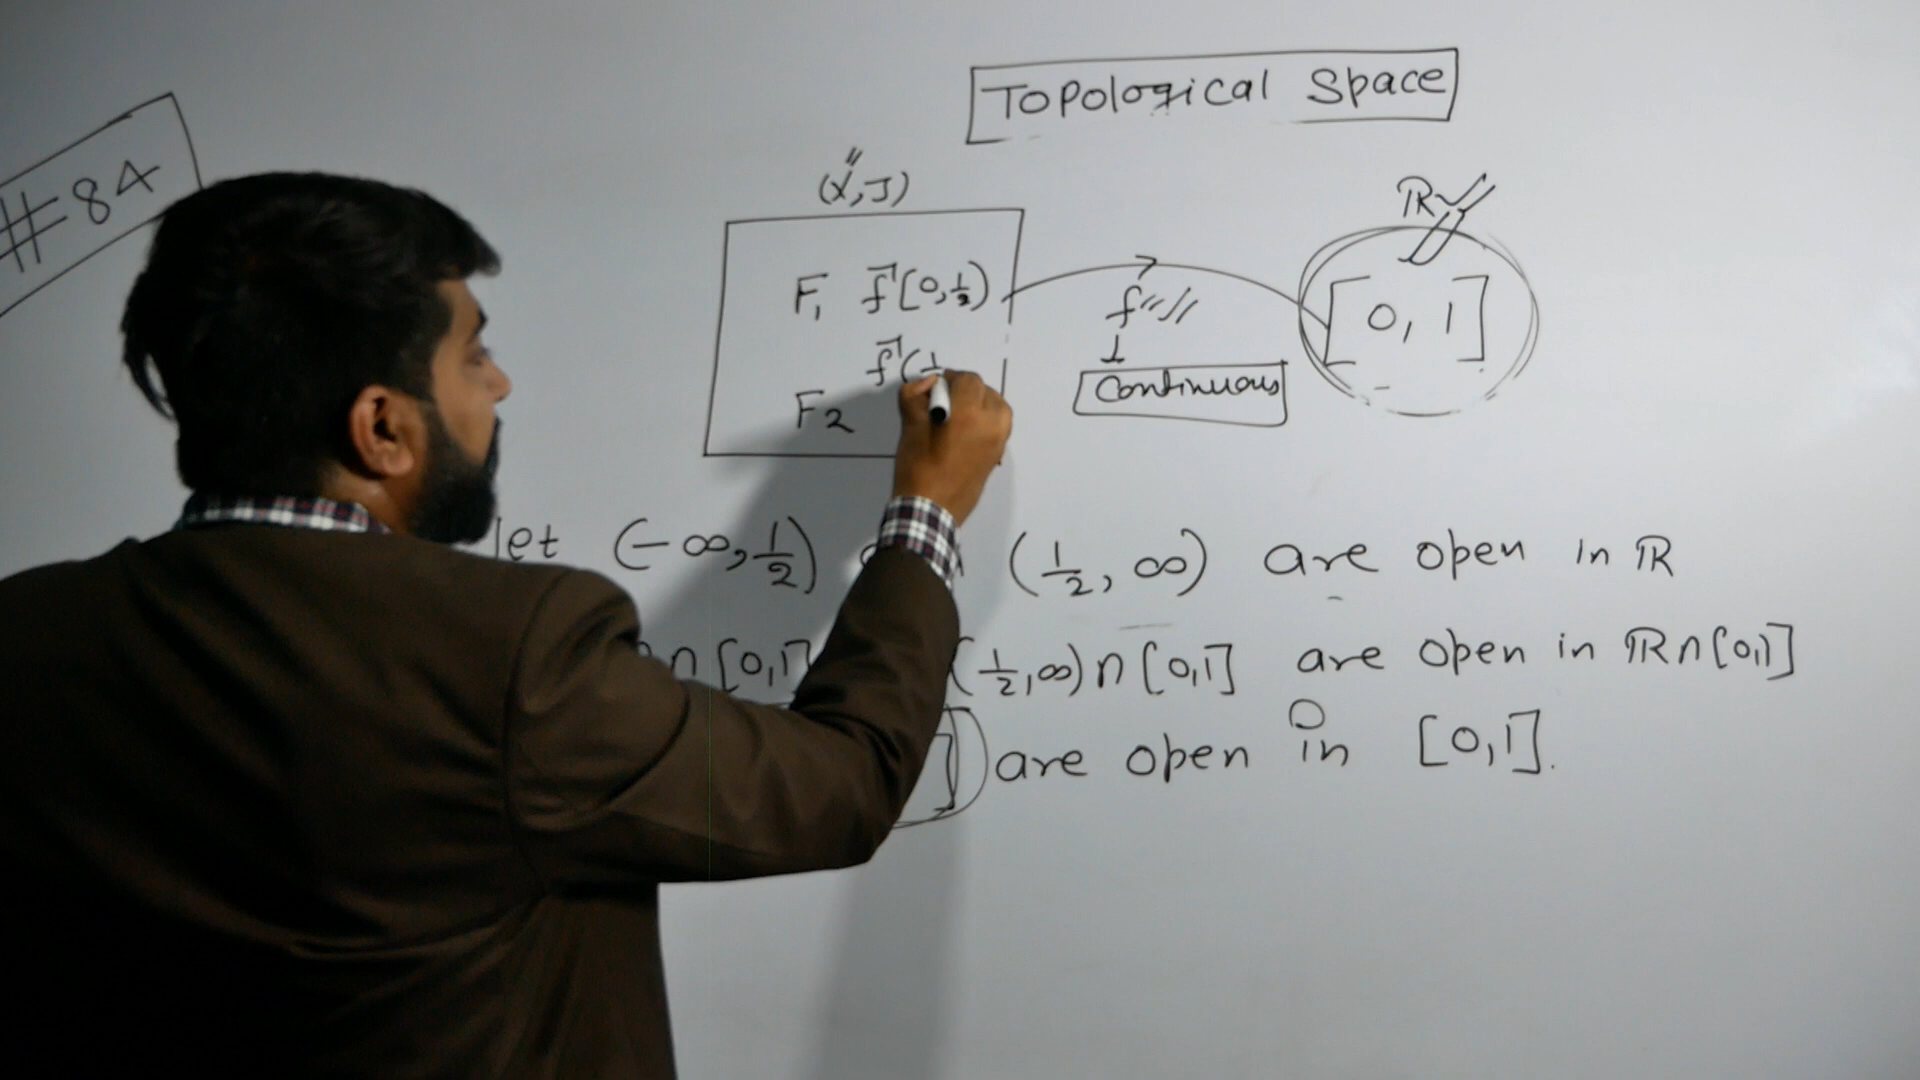 #84
Topological Space
(X, J)
R
F₁ f⁻¹[0,½)
f
[0, 1]
f⁻¹(
Continuous
F2
let (-∞, ½) (½, ∞) are open in R
∩ [0,1] (½,∞) ∩ [0,1] are open in R∩[0,1]
] are open in [0,1].